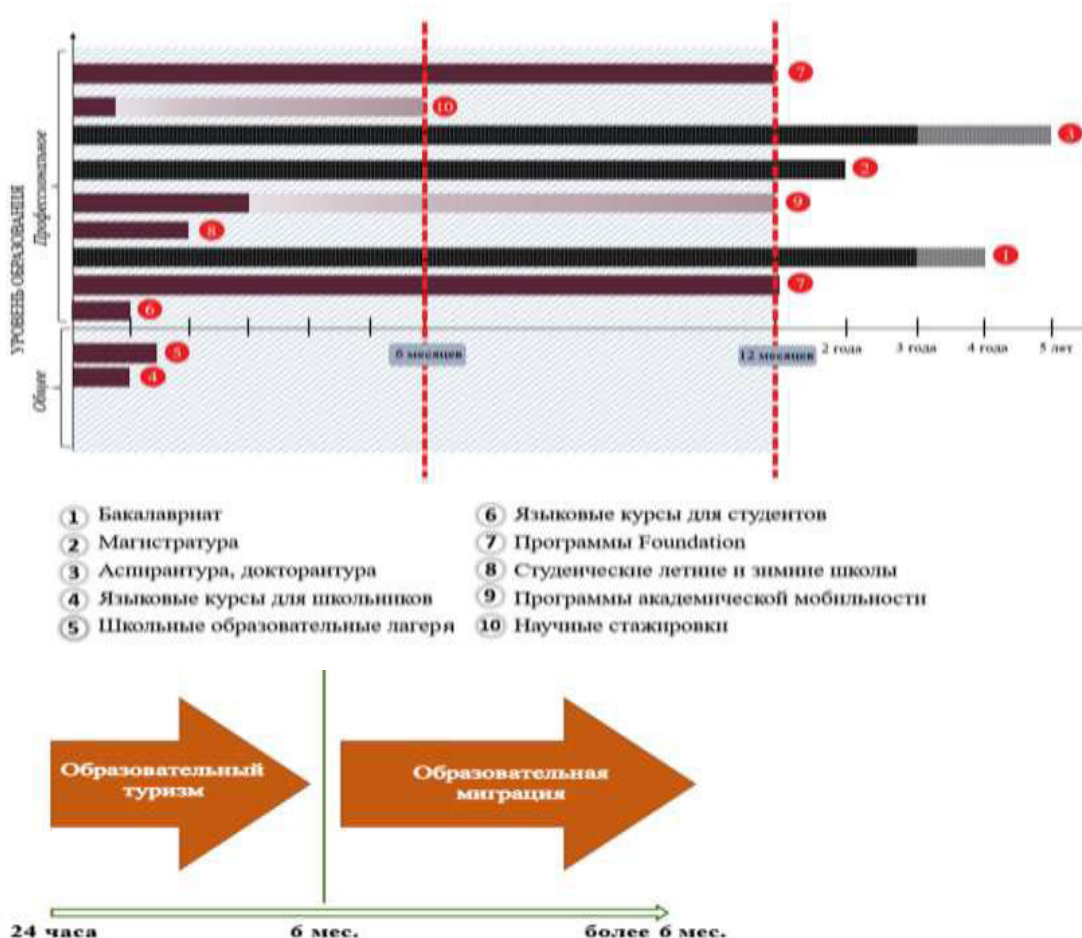 УРОВЕНЬ ОБРАЗОВАНИЯ
Профессиональное
Общее
7
10
3
2
9
8
1
7
6
5
4
6 месяцев
12 месяцев
2 года
3 года
4 года
5 лет
1 Бакалавриат
2 Магистратура
3 Аспирантура, докторантура
4 Языковые курсы для школьников
5 Школьные образовательные лагеря
6 Языковые курсы для студентов
7 Программы Foundation
8 Студенческие летние и зимние школы
9 Программы академической мобильности
10 Научные стажировки
Образовательный
туризм
Образовательная
миграция
24 часа
6 мес.
более 6 мес.